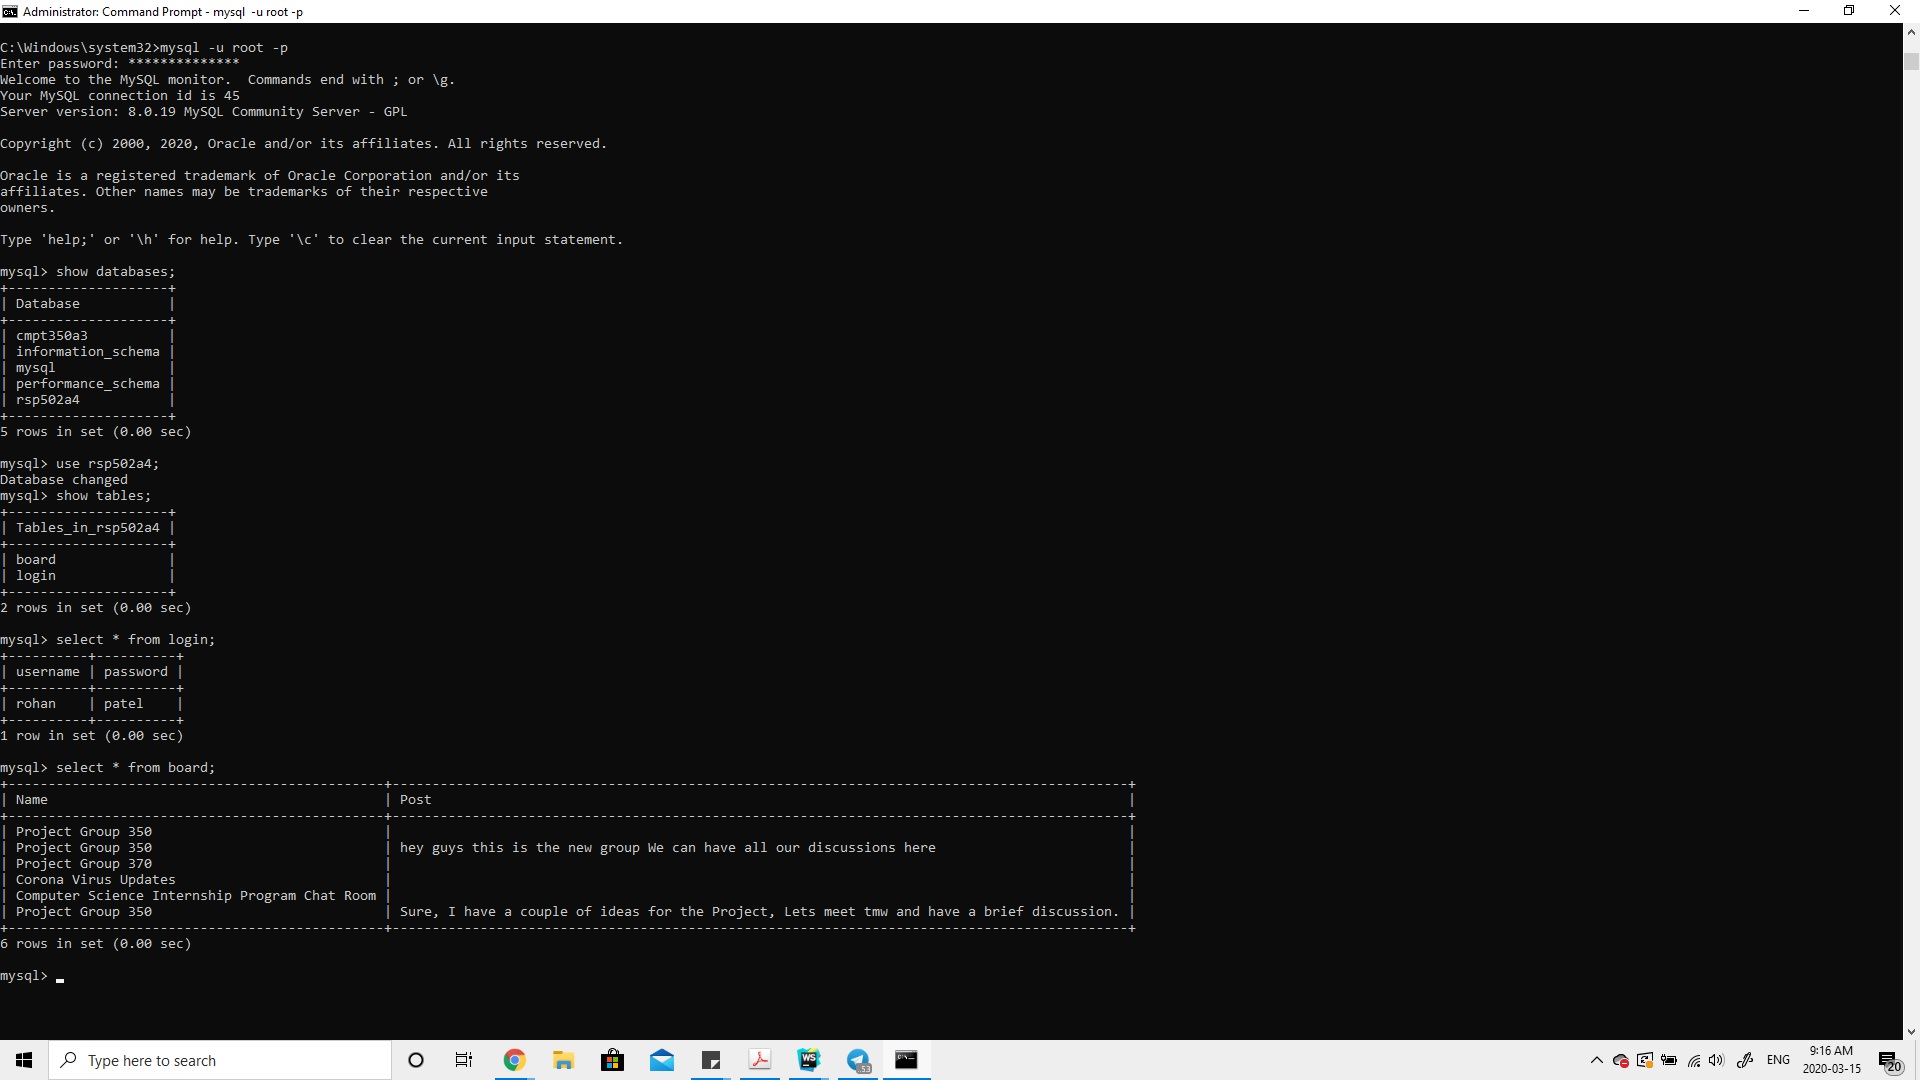 Administrator: Command Prompt - mysql  -u root -p
C:\Windows\system32>mysql -u root -p
Enter password: **************
Welcome to the MySQL monitor.  Commands end with ; or \g.
Your MySQL connection id is 45
Server version: 8.0.19 MySQL Community Server - GPL
Copyright (c) 2000, 2020, Oracle and/or its affiliates. All rights reserved.
Oracle is a registered trademark of Oracle Corporation and/or its
affiliates. Other names may be trademarks of their respective
owners.
Type 'help;' or '\h' for help. Type '\c' to clear the current input statement.
mysql> show databases;
+--------------------+
| Database           |
+--------------------+
| cmpt350a3          |
| information_schema |
| mysql              |
| performance_schema |
| rsp502a4           |
+--------------------+
5 rows in set (0.00 sec)
mysql> use rsp502a4;
Database changed
mysql> show tables;
+--------------------+
| Tables_in_rsp502a4 |
+--------------------+
| board              |
| login              |
+--------------------+
2 rows in set (0.00 sec)
mysql> select * from login;
+----------+----------+
| username | password |
+----------+----------+
| rohan    | patel    |
+----------+----------+
1 row in set (0.00 sec)
mysql> select * from board;
+-----------------------------------------------+--------------------------------------------------------------------------------------------+
| Name                                          | Post                                                                                       |
+-----------------------------------------------+--------------------------------------------------------------------------------------------+
| Project Group 350                             |                                                                                            |
| Project Group 350                             | hey guys this is the new group We can have all our discussions here                        |
| Project Group 370                             |                                                                                            |
| Corona Virus Updates                          |                                                                                            |
| Computer Science Internship Program Chat Room |                                                                                            |
| Project Group 350                             | Sure, I have a couple of ideas for the Project, Lets meet tmw and have a brief discussion. |
+-----------------------------------------------+--------------------------------------------------------------------------------------------+
6 rows in set (0.00 sec)
mysql> _
Type here to search
WS
..53
ENG
9:16 AM
2020-03-15
20